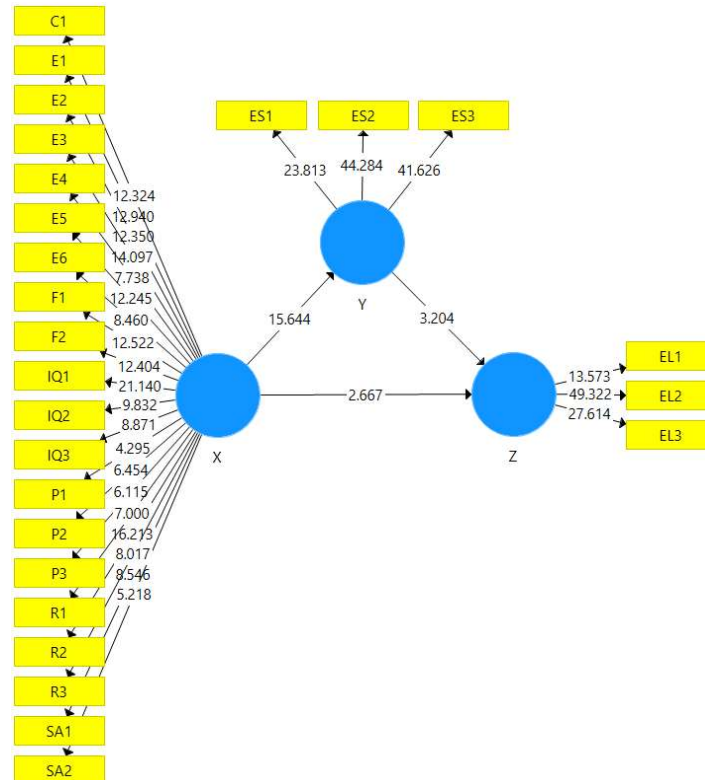 C1
E1
E2
E3
E4
E5
E6
F1
F2
IQ1
IQ2
IQ3
P1
P2
P3
R1
R2
R3
SA1
SA2
12.324
12.940
12.350
14.097
7.738
12.245
8.460
12.522
12.404
21.140
9.832
8.871
4.295
6.454
6.115
7.000
16.213
8.017
8.546
5.218
X
ES1 ES2 ES3
23.813 44.284 41.626
Y
15.644 3.204
2.667
Z
13.573
49.322
27.614
EL1
EL2
EL3